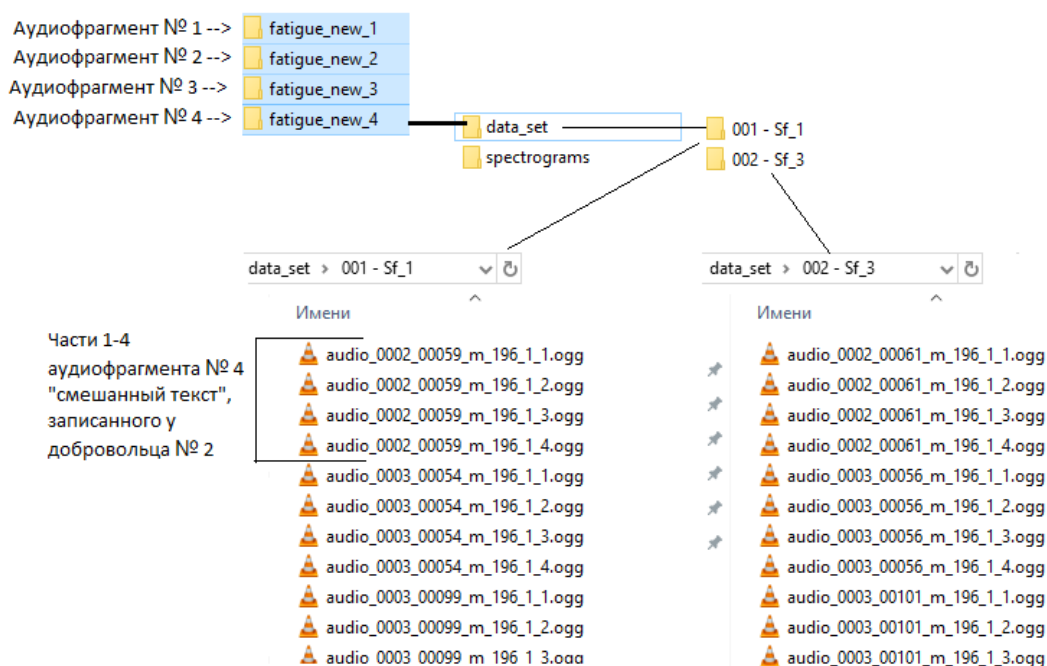 Аудиофрагмент № 1 --> fatigue_new_1
Аудиофрагмент № 2 --> fatigue_new_2
Аудиофрагмент № 3 --> fatigue_new_3
Аудиофрагмент № 4 --> fatigue_new_4
data_set
spectrograms
001 - Sf_1
002 - Sf_3
data_set > 001 - Sf_1
Имени
Части 1-4
аудиофрагмента № 4
"смешанный текст",
записанного у
добровольца № 2
audio_0002_00059_m_196_1_1.ogg
audio_0002_00059_m_196_1_2.ogg
audio_0002_00059_m_196_1_3.ogg
audio_0002_00059_m_196_1_4.ogg
audio_0003_00054_m_196_1_1.ogg
audio_0003_00054_m_196_1_2.ogg
audio_0003_00054_m_196_1_3.ogg
audio_0003_00054_m_196_1_4.ogg
audio_0003_00099_m_196_1_1.ogg
audio_0003_00099_m_196_1_2.ogg
audio_0003_00099_m_196_1_3.ogg
data_set > 002 - Sf_3
Имени
audio_0002_00061_m_196_1_1.ogg
audio_0002_00061_m_196_1_2.ogg
audio_0002_00061_m_196_1_3.ogg
audio_0002_00061_m_196_1_4.ogg
audio_0003_00056_m_196_1_1.ogg
audio_0003_00056_m_196_1_2.ogg
audio_0003_00056_m_196_1_3.ogg
audio_0003_00056_m_196_1_4.ogg
audio_0003_00101_m_196_1_1.ogg
audio_0003_00101_m_196_1_2.ogg
audio_0003_00101_m_196_1_3.ogg